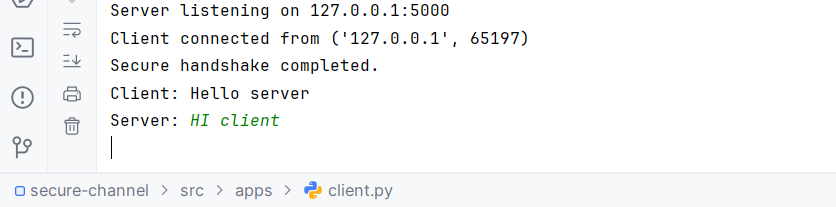 Server listening on 127.0.0.1:5000
Client connected from ('127.0.0.1', 65197)
Secure handshake completed.
Client: Hello server
Server: HI client
secure-channel > src > apps > client.py